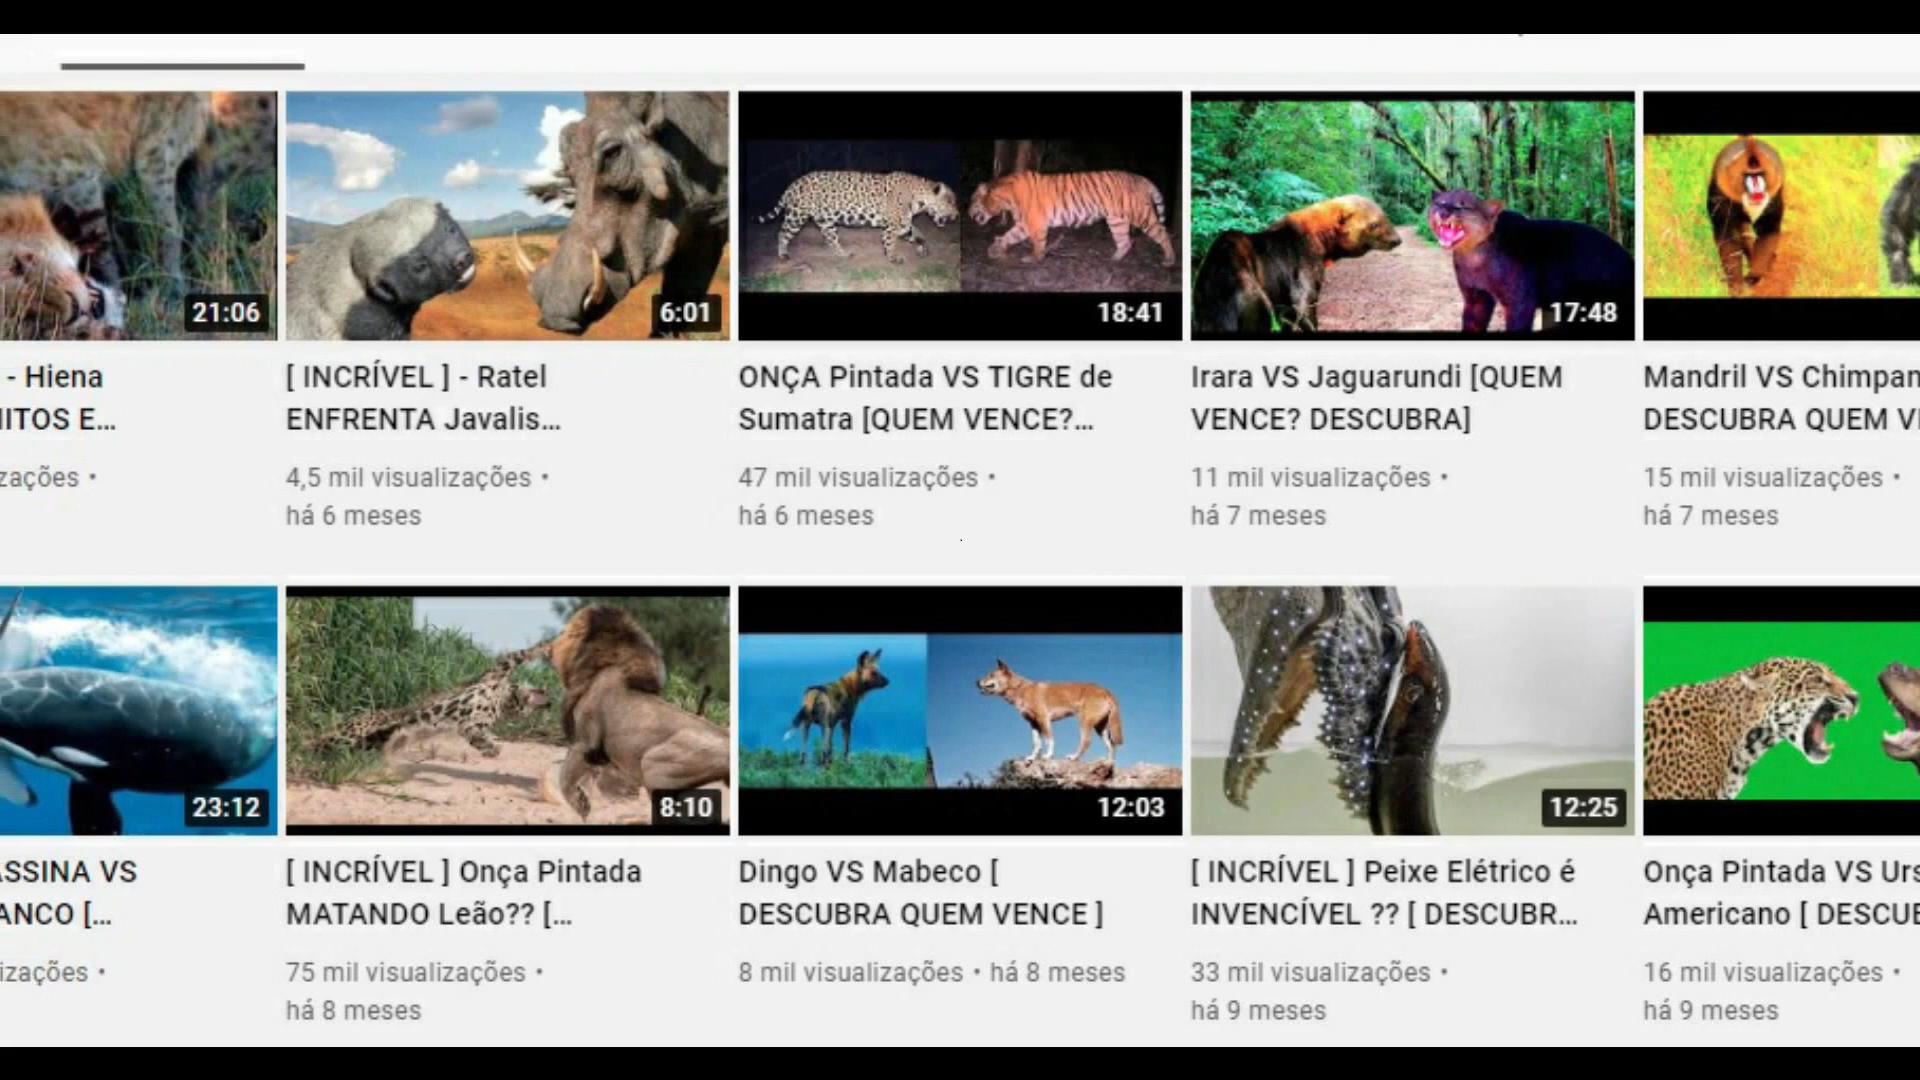 21:06
- Hiena
MITOS E...
zações •
6:01
[ INCRÍVEL ] - Ratel
ENFRENTA Javalis...
4,5 mil visualizações •
há 6 meses
18:41
ONÇA Pintada VS TIGRE de
Sumatra [QUEM VENCE?...
47 mil visualizações •
há 6 meses
17:48
Irara VS Jaguarundi [QUEM
VENCE? DESCUBRA]
11 mil visualizações •
há 7 meses
Mandril VS Chimpan
DESCUBRA QUEM V
15 mil visualizações •
há 7 meses
23:12
ASSINA VS
ANCO [...
izações •
8:10
[ INCRÍVEL ] Onça Pintada
MATANDO Leão?? [...
75 mil visualizações •
há 8 meses
12:03
Dingo VS Mabeco [
DESCUBRA QUEM VENCE ]
8 mil visualizações • há 8 meses
12:25
[ INCRÍVEL ] Peixe Elétrico é
INVENCÍVEL ?? [ DESCUBR...
33 mil visualizações •
há 9 meses
Onça Pintada VS Urs
Americano [ DESCUB
16 mil visualizações •
há 9 meses